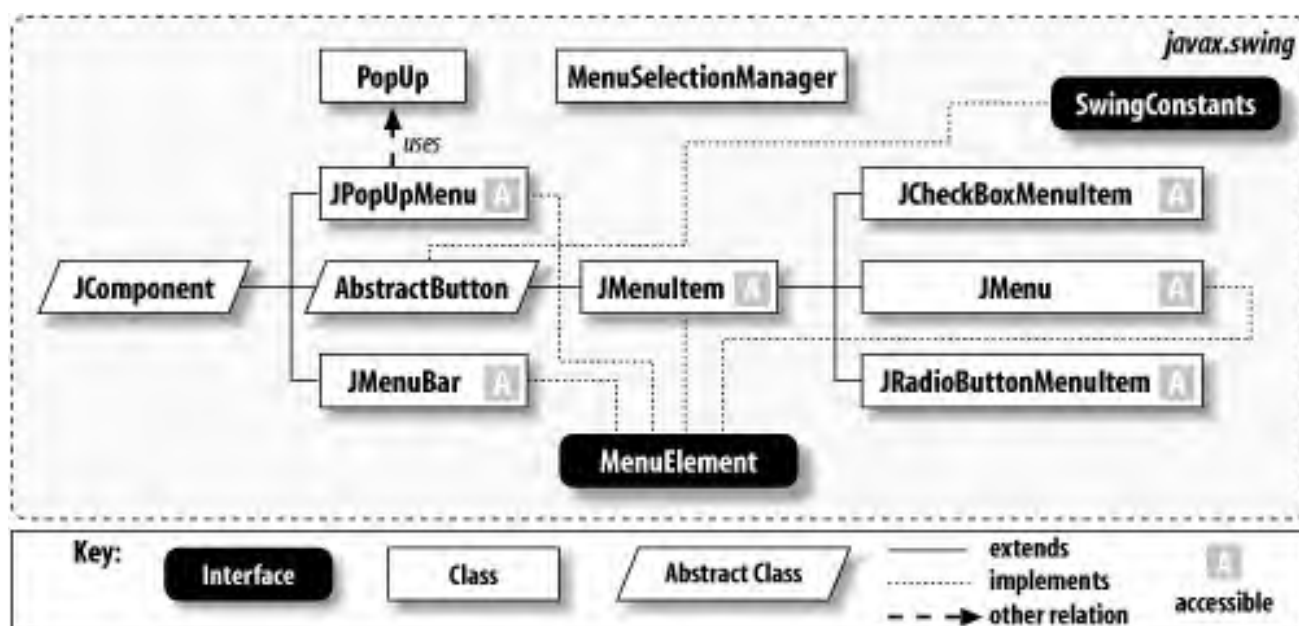 javax.swing
PopUp
MenuSelectionManager
SwingConstants
uses
JPopUpMenu A
JCheckBoxMenuItem A
JComponent
AbstractButton
JMenuItem A
JMenu A
JMenuBar A
JRadioButtonMenuItem A
MenuElement
Key:
Interface
Class
Abstract Class
extends
implements
other relation
A
accessible